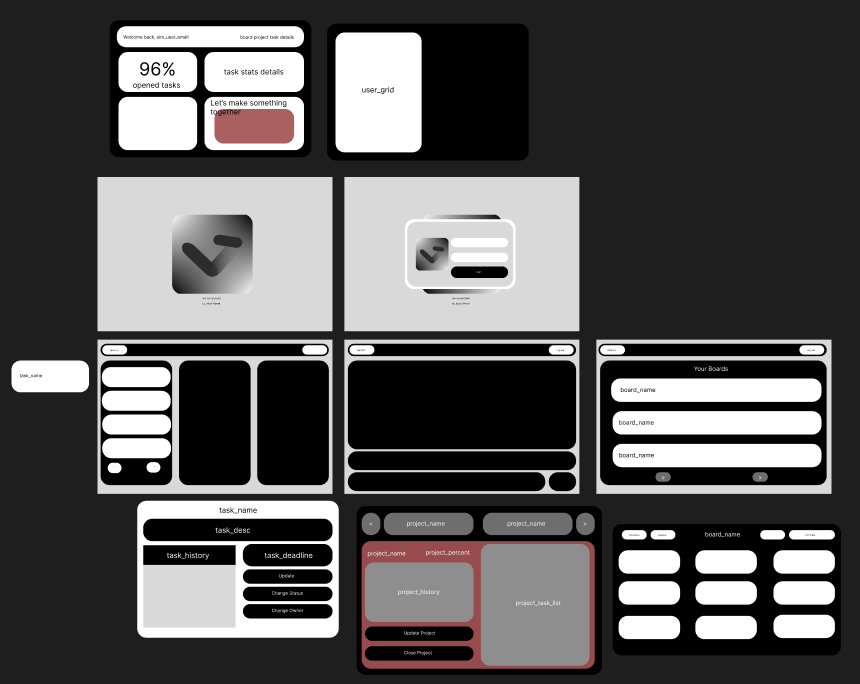 Welcome back, sim_user_email
board project task details
96%
opened tasks
task stats details
Let's make something
together
user_grid
task_name
Your Boards
board_name
board_name
board_name
<
>
task_name
task_desc
task_history
task_deadline
Update
Change Status
Change Owner
<
project_name
project_name
>
project_name
project_percent
project_history
project_task_list
Update Project
Close Project
board_name